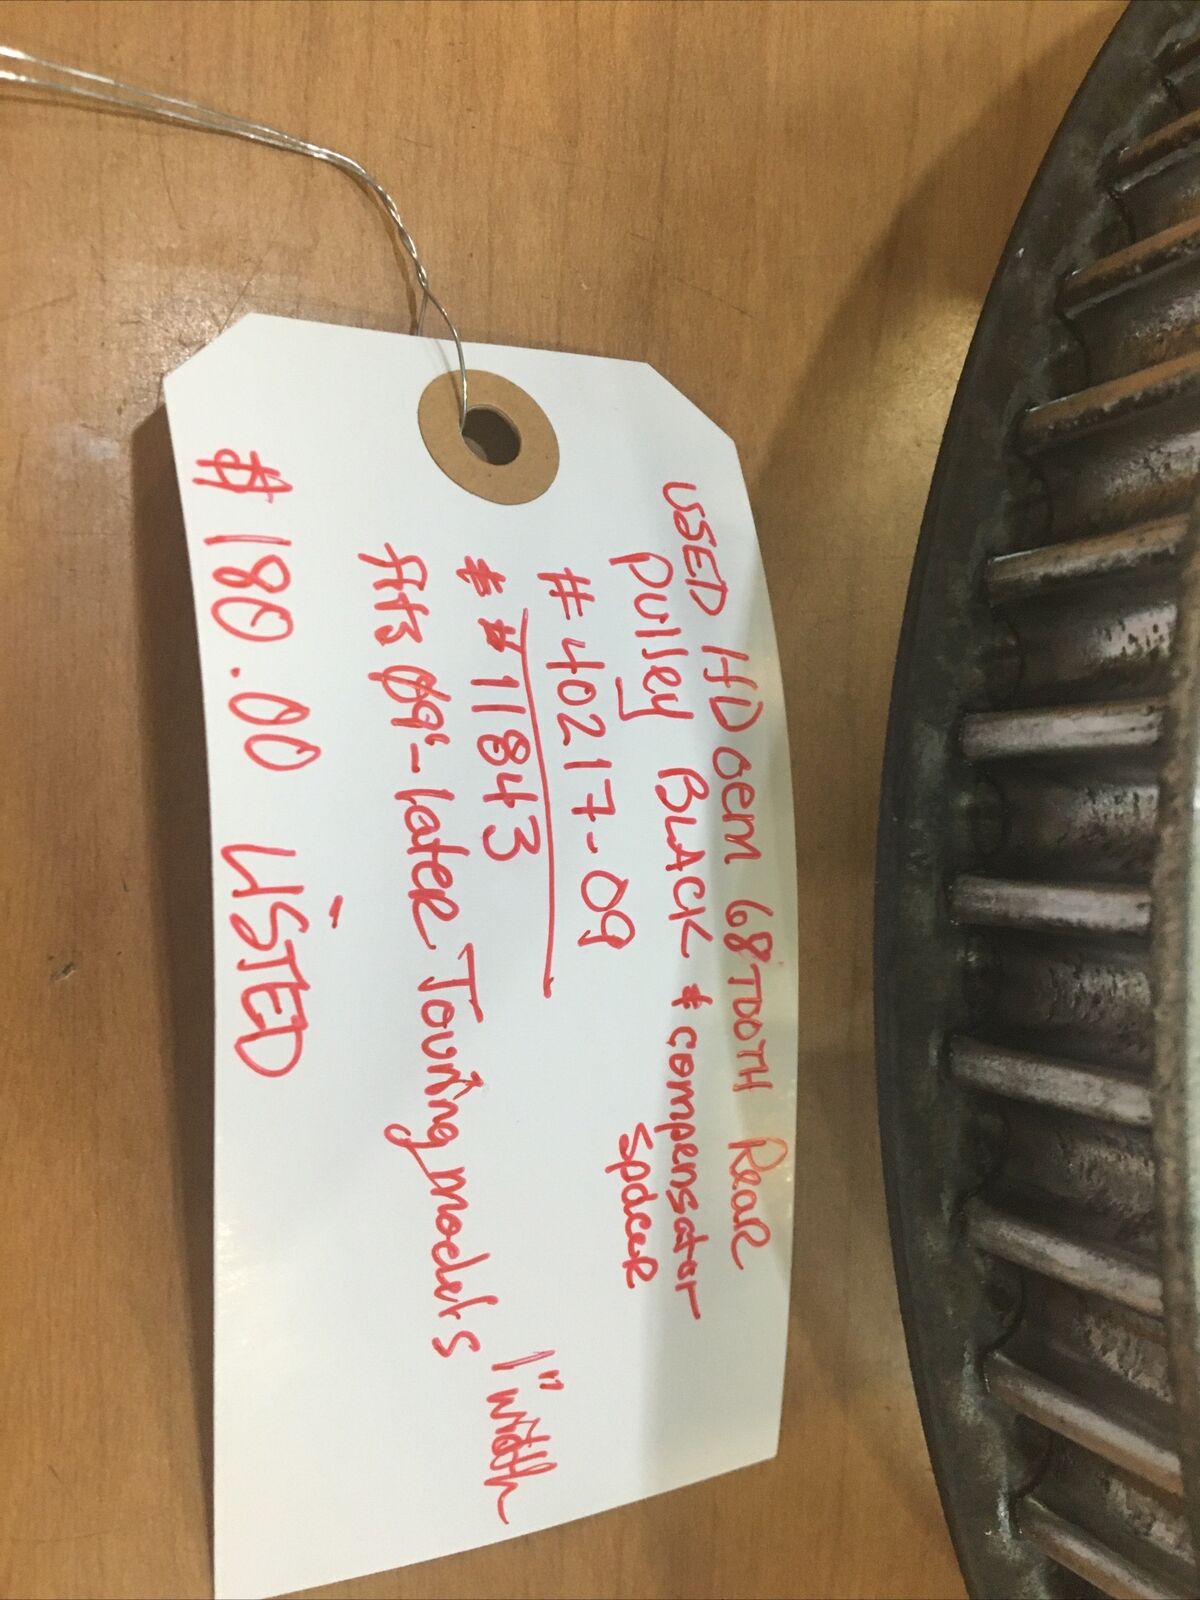 USED HD oem 68 TOOTH Rear
Pulley BLACK & compensator
spacer
# 40217-09
# #11843
1" width
fits 09'-later Touring models
$180.00 LISTED